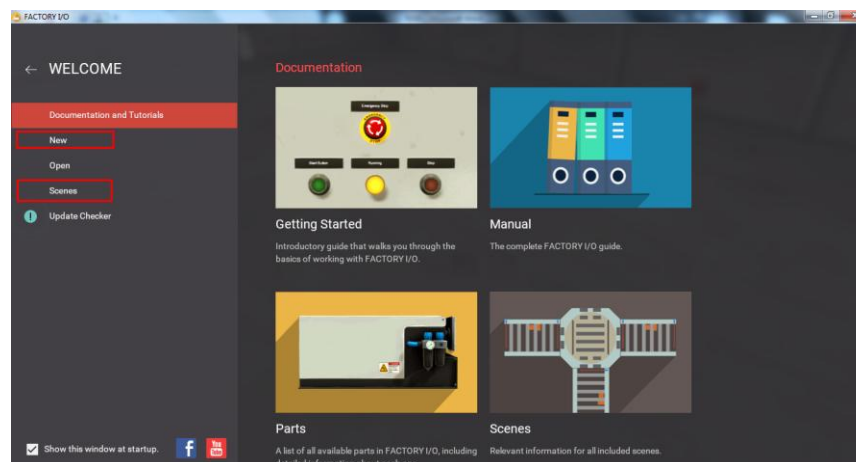 FACTORY I/O
WELCOME
Documentation and Tutorials
New
Open
Scenes
Update Checker
Show this window at startup.
f
You
Documentation
Emergency Stop
Start Button
Running
Stop
Getting Started
Introductory guide that walks you through the
basics of working with FACTORY I/O.
Manual
The complete FACTORY I/O guide.
Parts
A list of all available parts in FACTORY I/O, including
Scenes
Relevant information for all included scenes.